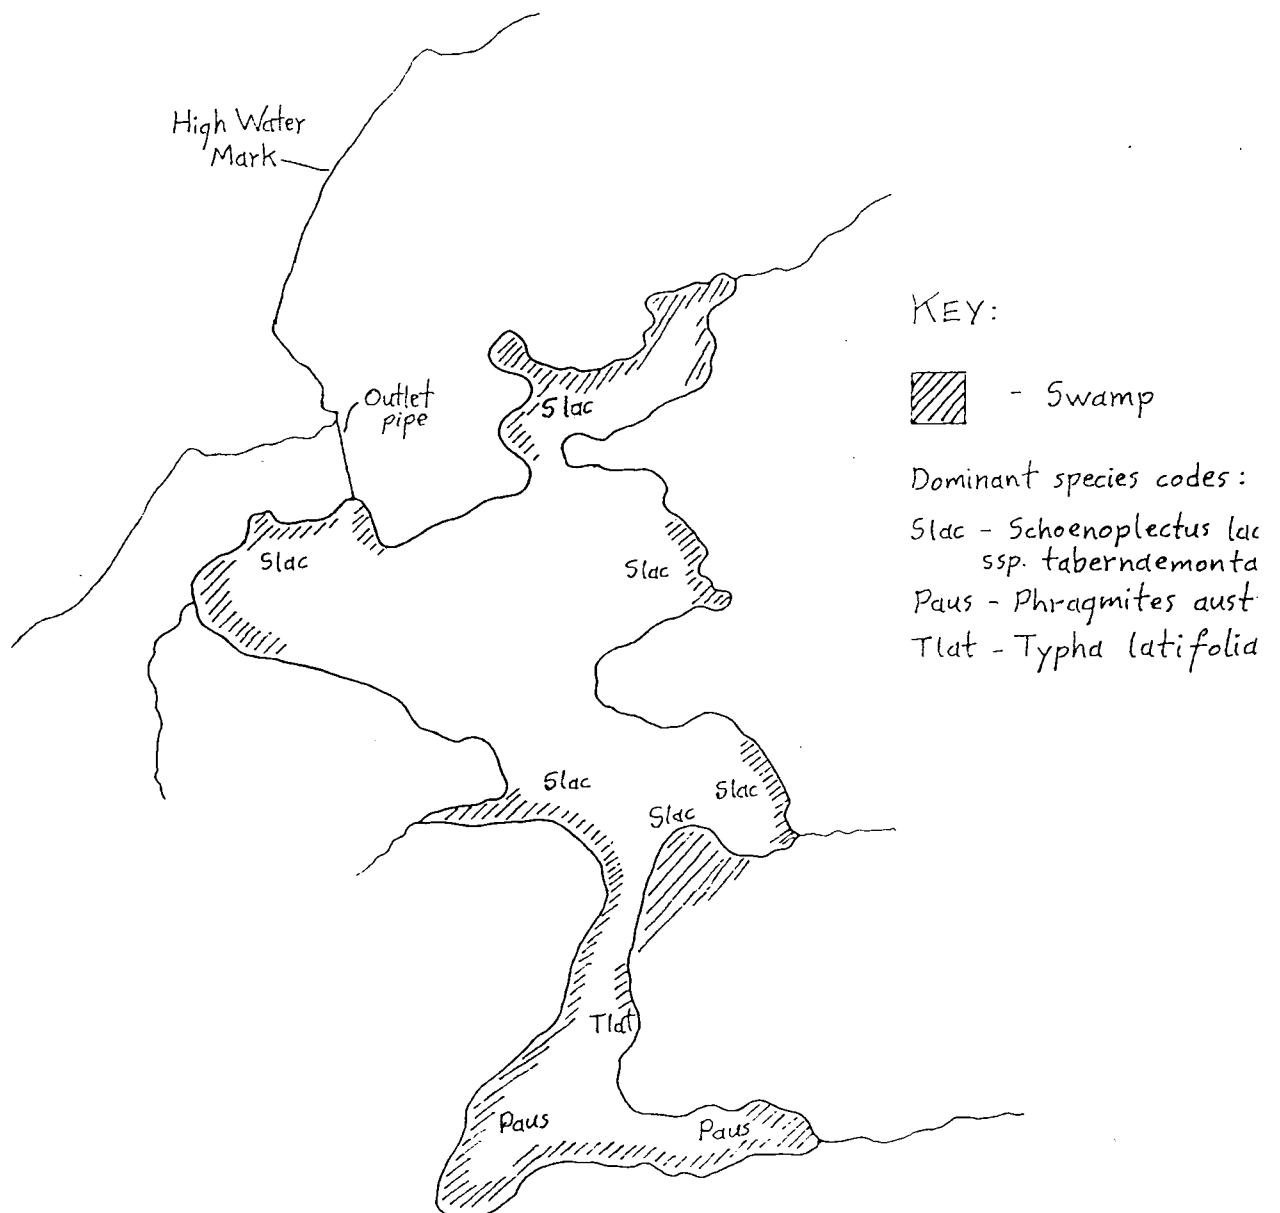 High Water
Mark
Outlet
pipe
Slac
Slac
Slac
Slac
Slac
Slac
Tlat
Paus
Paus
KEY:
- Swamp
Dominant species codes:
Slac - Schoenoplectus lac
ssp. taberndemonta
Paus - Phragmites aust
Tlat - Typha latifolia